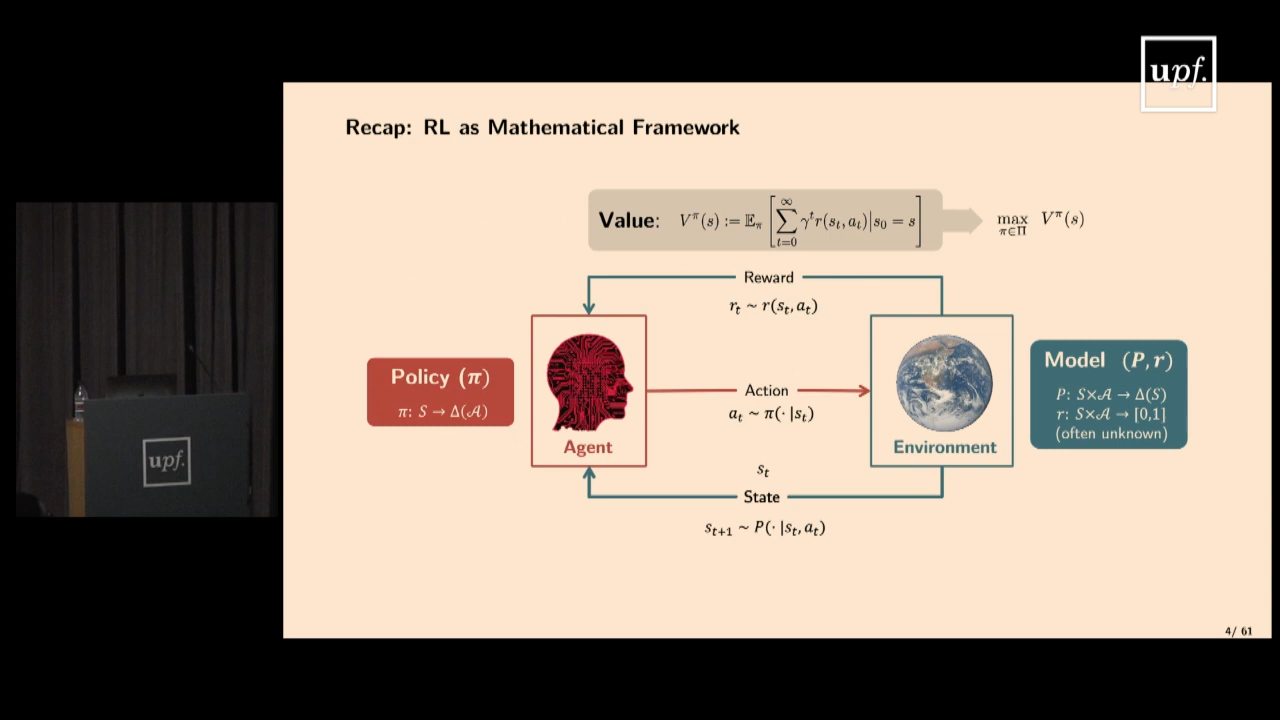 upf.
Recap: RL as Mathematical Framework
Value: V^π(s) := 𝔼_π [ ∑_{t=0}^{∞} γ^t r(s_t, a_t) | s_0 = s ]
max_{π∈Π} V^π(s)
Reward
r_t ~ r(s_t, a_t)
Policy (π)
π: S → Δ(𝒜)
Agent
Action
a_t ~ π(· |s_t)
Environment
Model (P, r)
P: S×𝒜 → Δ(S)
r: S×𝒜 → [0,1]
(often unknown)
s_t
State
s_{t+1} ~ P(· |s_t, a_t)
upf.
4/ 61